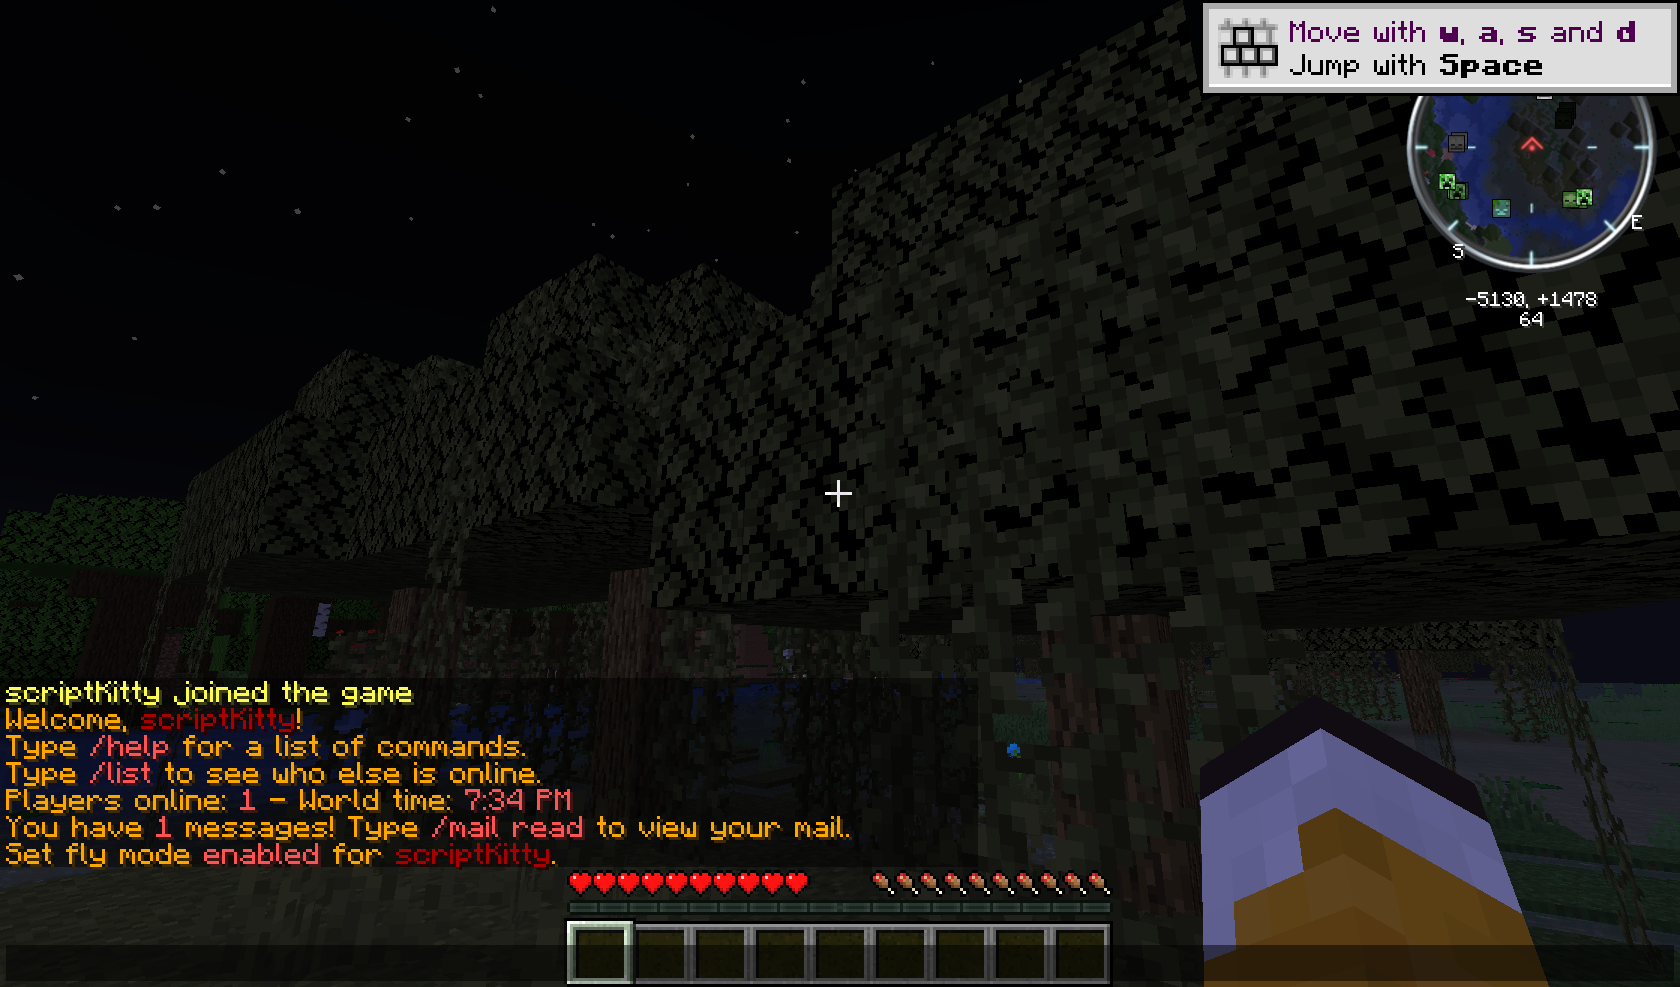 Move with w, a, s and d
Jump with Space
E
S
-5130, +1478
64
scriptKitty joined the game
Welcome, scriptKitty!
Type /help for a list of commands.
Type /list to see who else is online.
Players online: 1 - World time: 7:34 PM
You have 1 messages! Type /mail read to view your mail.
Set fly mode enabled for scriptKitty.